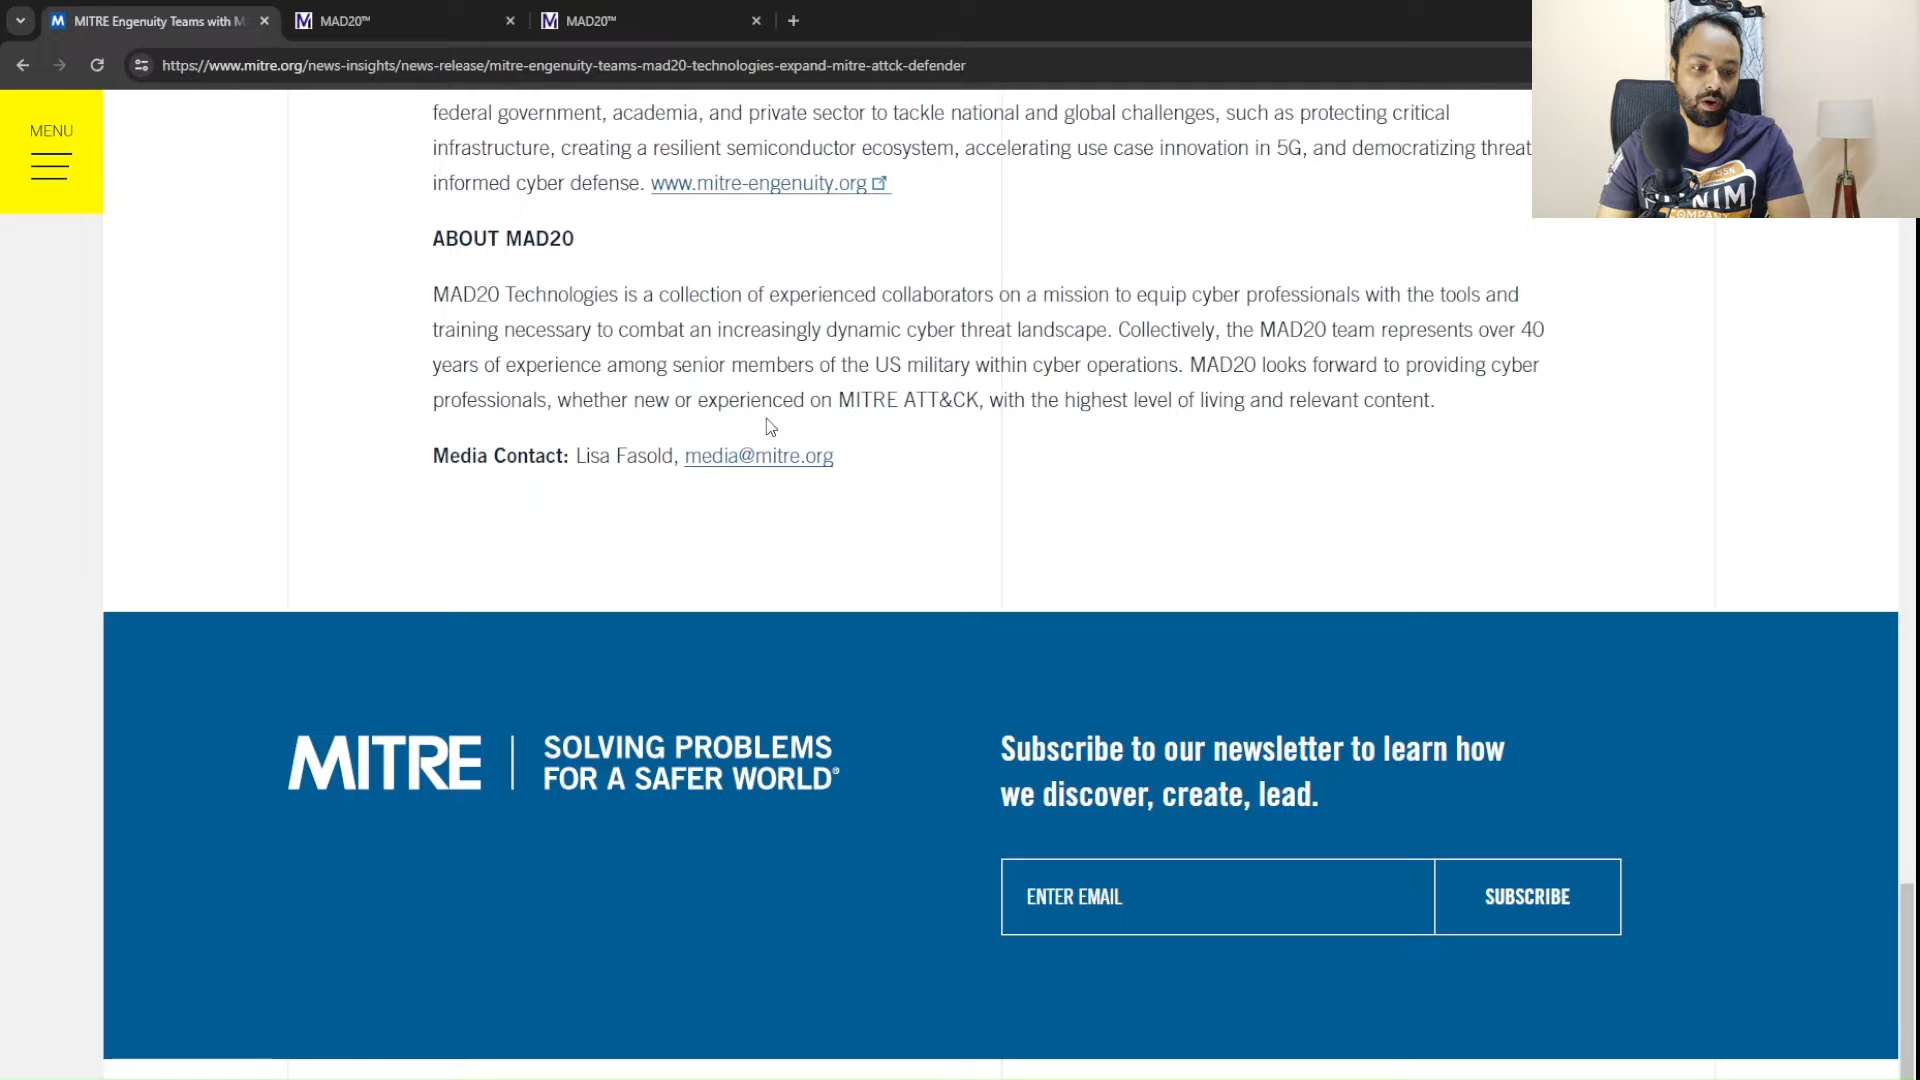 MITRE Engenuity Teams with M
MAD20™
MAD20™
https://www.mitre.org/news-insights/news-release/mitre-engenuity-teams-mad20-technologies-expand-mitre-attck-defender
MENU
federal government, academia, and private sector to tackle national and global challenges, such as protecting critical
infrastructure, creating a resilient semiconductor ecosystem, accelerating use case innovation in 5G, and democratizing threat
informed cyber defense. www.mitre-engenuity.org
ABOUT MAD20
MAD20 Technologies is a collection of experienced collaborators on a mission to equip cyber professionals with the tools and
training necessary to combat an increasingly dynamic cyber threat landscape. Collectively, the MAD20 team represents over 40
years of experience among senior members of the US military within cyber operations. MAD20 looks forward to providing cyber
professionals, whether new or experienced on MITRE ATT&CK, with the highest level of living and relevant content.
Media Contact: Lisa Fasold, media@mitre.org
MITRE
SOLVING PROBLEMS
FOR A SAFER WORLD®
Subscribe to our newsletter to learn how
we discover, create, lead.
ENTER EMAIL
SUBSCRIBE